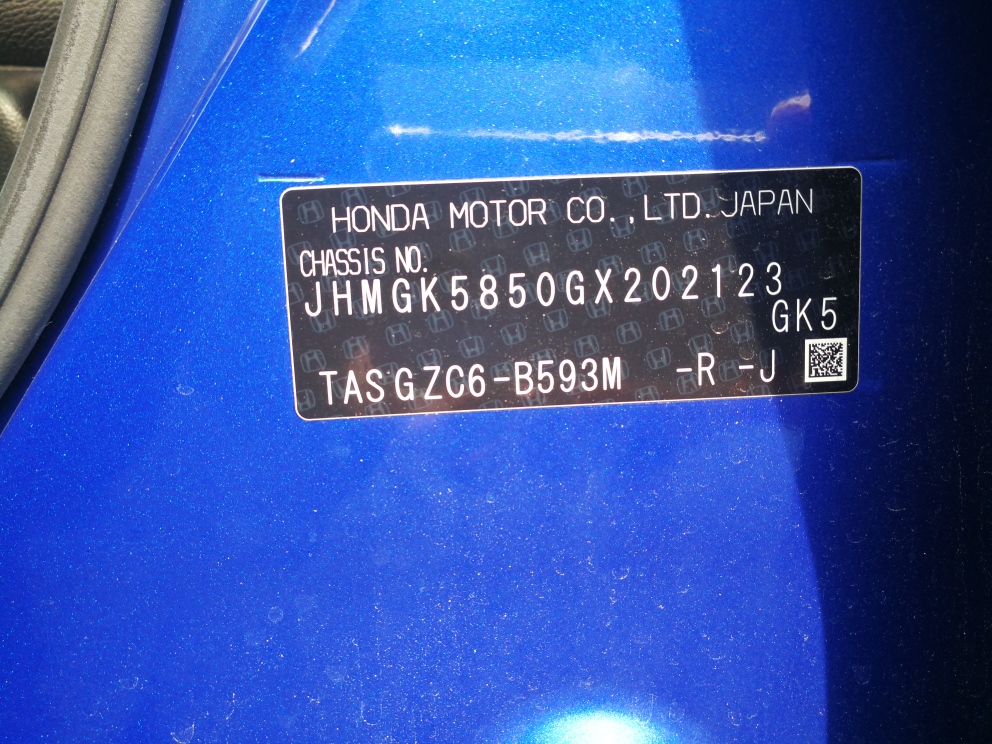 HONDA MOTOR CO.,LTD. JAPAN
CHASSIS NO.
JHMGK5850GX202123
GK5
TASGZC6-B593M -R -J